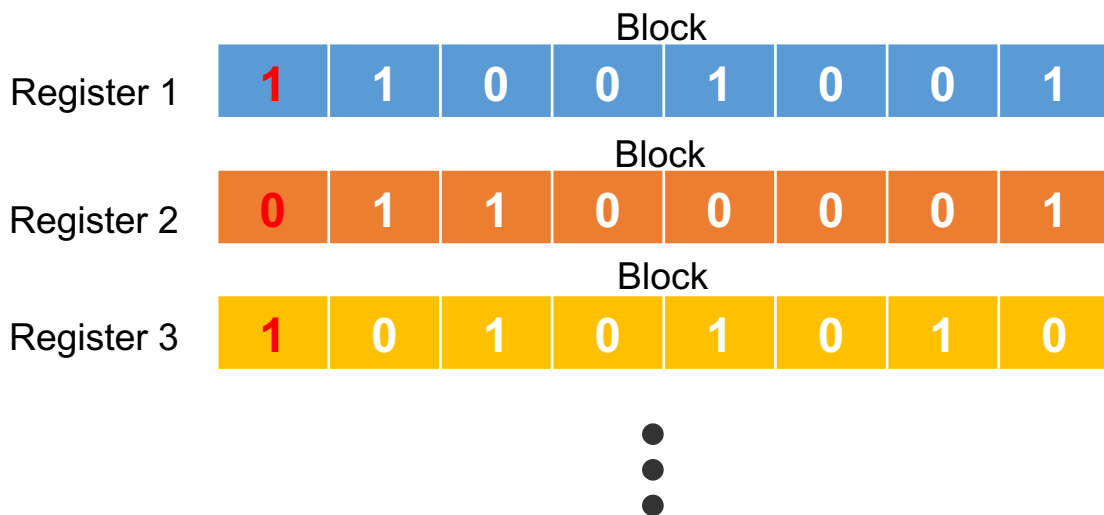 Block
Register 1 1 1 0 0 1 0 0 1
Block
Register 2 0 1 1 0 0 0 0 1
Block
Register 3 1 0 1 0 1 0 1 0